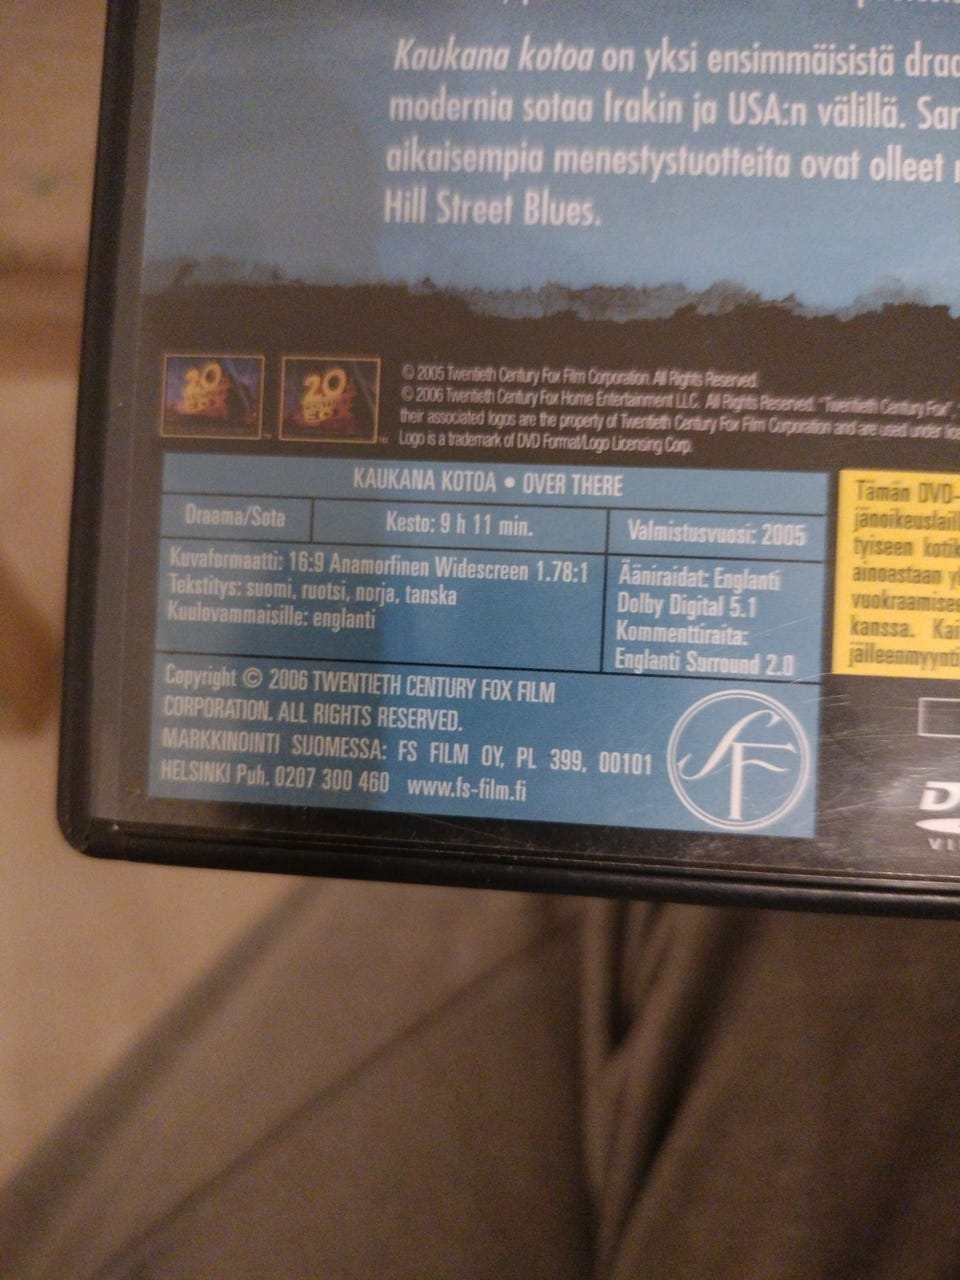 Kaukana kotoa on yksi ensimmäisistä
modernia sotaa Irakin ja USA:n välillä.
aikaisempia menestystuotteita ovat olleet
Hill Street Blues.
© 2005 Twentieth Century Fox Film Corporation. All Rights Reserved.
© 2006 Twentieth Century Fox Home Entertainment LLC. All Rights Reserved. "Twentieth Century Fox",
their associated logos are the property of Twentieth Century Fox Film Corporation and are used under
Logo is a trademark of DVD Format/Logo Licensing Corp.
KAUKANA KOTOA • OVER THERE
Draama/Sota
Kesto: 9 h 11 min.
Valmistusvuosi: 2005
Kuvaformaatti: 16:9 Anamorfinen Widescreen 1.78:1
Tekstitys: suomi, ruotsi, norja, tanska
Kuulovammaisille: englanti
Ääniraidat: Englanti
Dolby Digital 5.1
Kommenttiraita:
Englanti Surround 2.0
Copyright © 2006 TWENTIETH CENTURY FOX FILM
CORPORATION. ALL RIGHTS RESERVED.
MARKKINOINTI SUOMESSA: FS FILM OY, PL 399, 00101
HELSINKI Puh. 0207 300 460 www.fs-film.fi
SF
Tämän DVD-
jänoikeuslail
tyiseen kotik
ainoastaan
vuokraamise
kanssa. Kai
jälleenmyynti